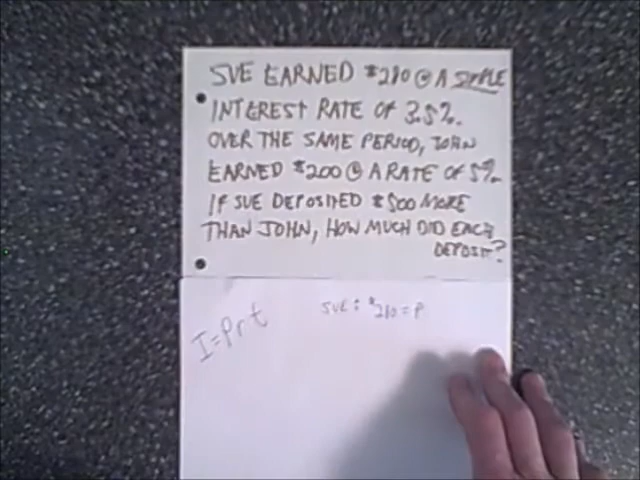 SUE EARNED $210 @ A SIMPLE
INTEREST RATE OF 3.5%.
OVER THE SAME PERIOD, JOHN
EARNED $200 @ A RATE OF 5%.
IF SUE DEPOSITED $500 MORE
THAN JOHN, HOW MUCH DID EACH
DEPOSIT?
I=Prt
SUE: $210=P